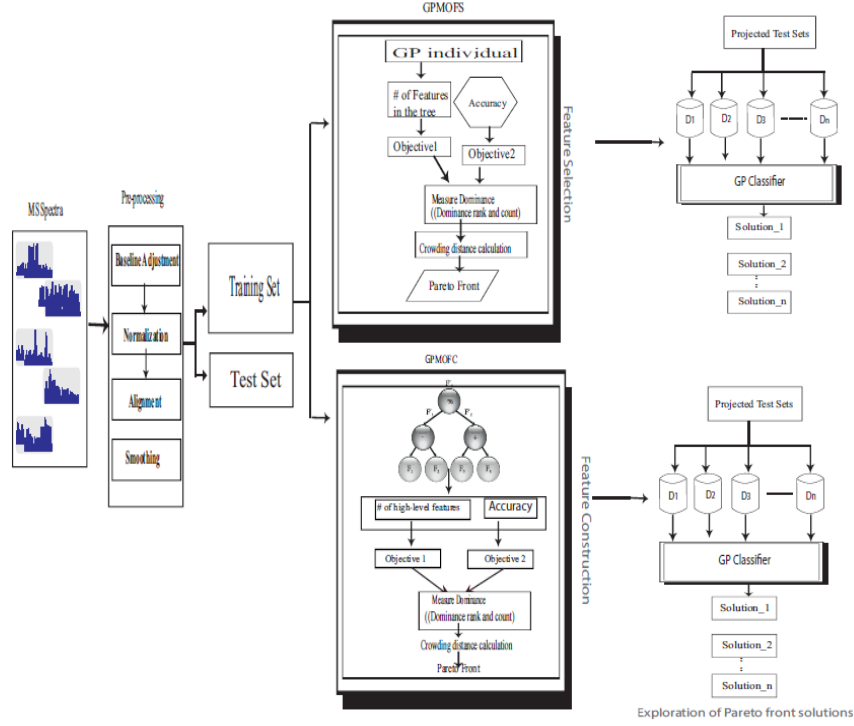 MS Spectra
Pre-processing
Baseline Adjustment
Normalization
Alignment
Smoothing
Training Set
Test Set
GPMOFS
GP individual
# of Features
in the tree
Accuracy
Objective1
Objective2
Measure Dominance
((Dominance rank and count)
Crowding distance calculation
Pareto Front
Feature Selection
Projected Test Sets
D1
D2
D3
Dn
GP Classifier
Solution_1
Solution_2
:
Solution_n
GPMOFC
# of high-level features
Accuracy
Objective 1
Objective 2
Measure Dominance
((Dominance rank and count)
Crowding distance calculation
Pareto Front
Feature Construction
Projected Test Sets
D1
D2
D3
Dn
GP Classifier
Solution_1
Solution_2
:
Solution_n
Exploration of Pareto front solutions